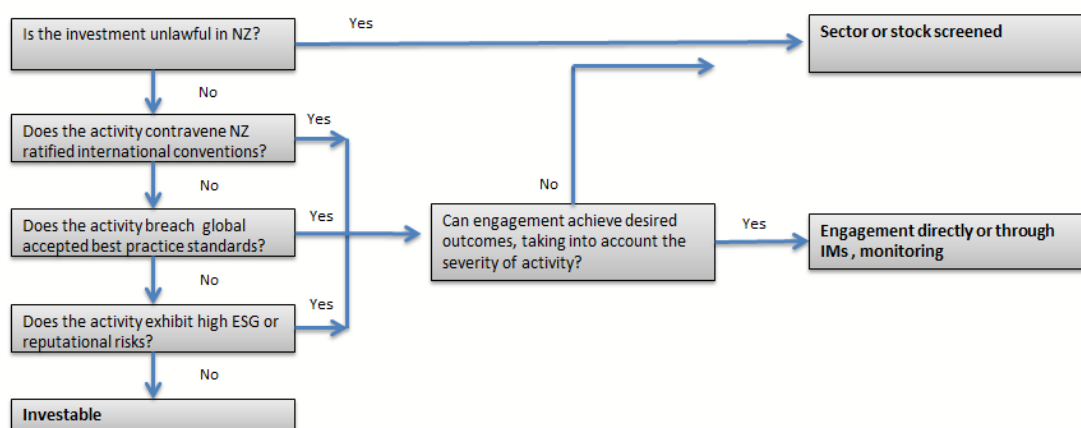 Is the investment unlawful in NZ?
Yes
Sector or stock screened
No
Does the activity contravene NZ
ratified international conventions?
Yes
No
No
Does the activity breach global
accepted best practice standards?
Yes
Can engagement achieve desired
outcomes, taking into account the
severity of activity?
Yes
Engagement directly or through
IMs , monitoring
No
Does the activity exhibit high ESG or
reputational risks?
Yes
No
Investable